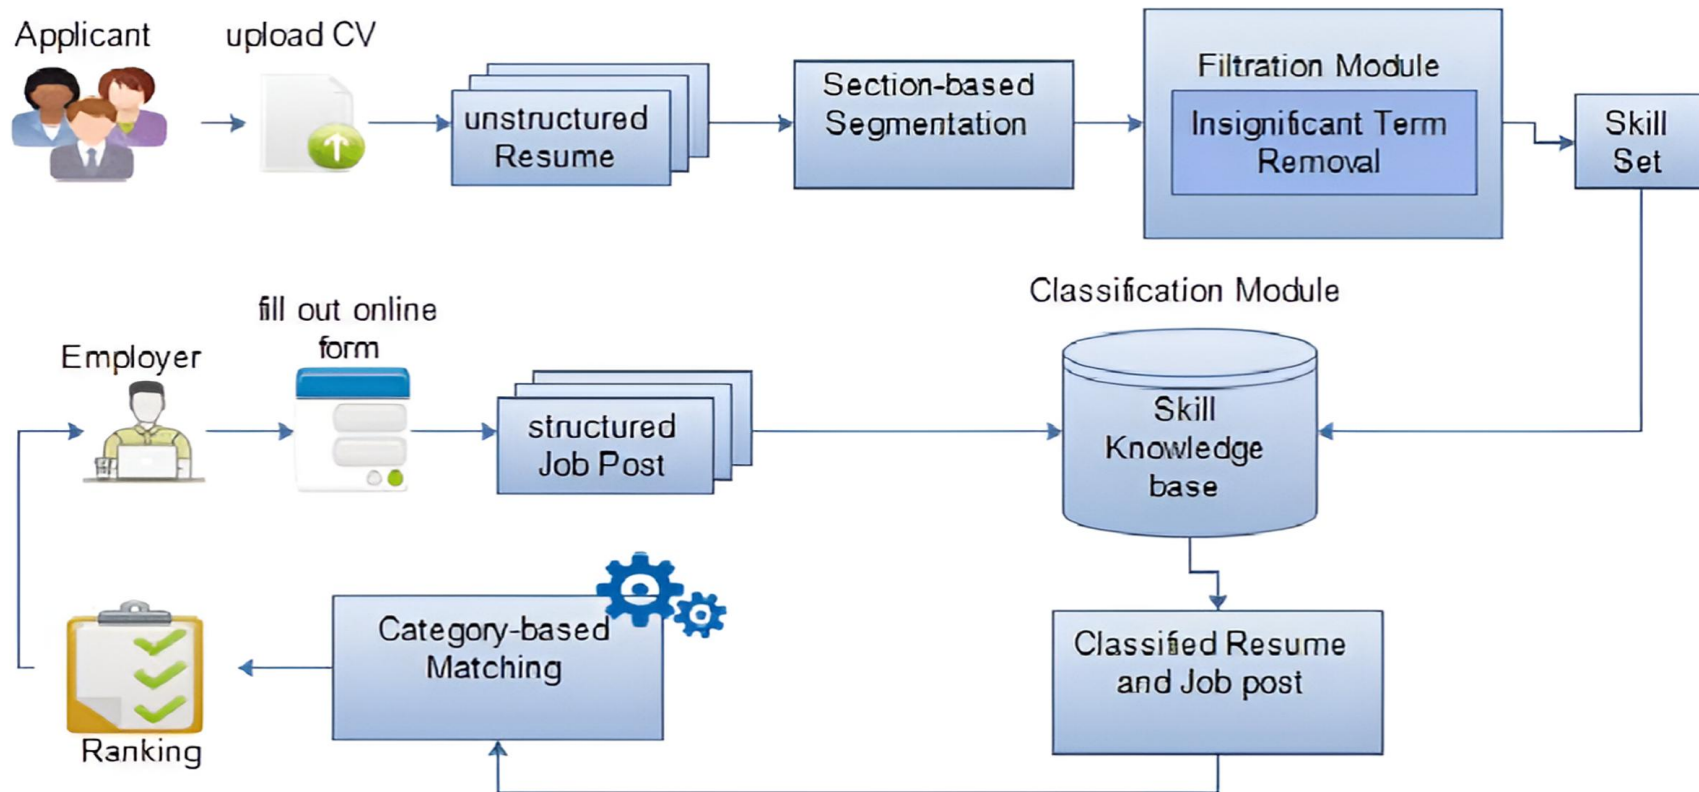 Applicant
upload CV
unstructured
Resume
Section-based
Segmentation
Filtration Module
Insignificant Term
Removal
Skill
Set
Employer
fill out online
form
structured
Job Post
Classification Module
Skill
Knowledge
base
Classified Resume
and Job post
Category-based
Matching
Ranking